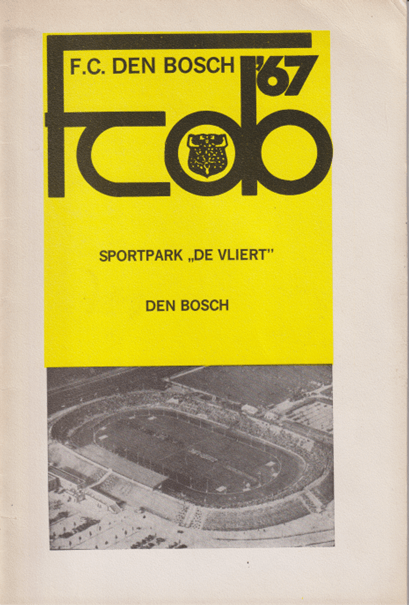 F.C. DEN BOSCH '67
fcdb
SPORTPARK „DE VLIERT"
DEN BOSCH